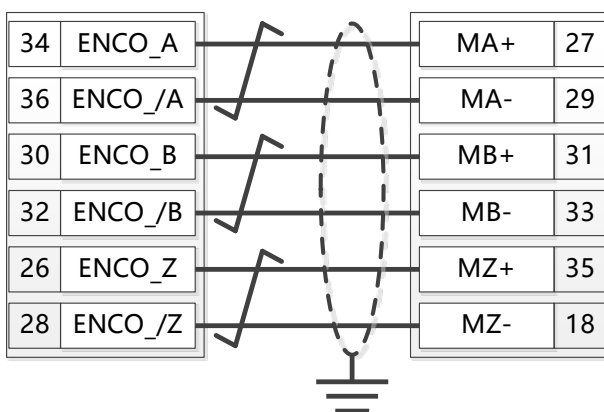 34 ENCO_A MA+ 27
36 ENCO_/A MA- 29
30 ENCO_B MB+ 31
32 ENCO_/B MB- 33
26 ENCO_Z MZ+ 35
28 ENCO_/Z MZ- 18